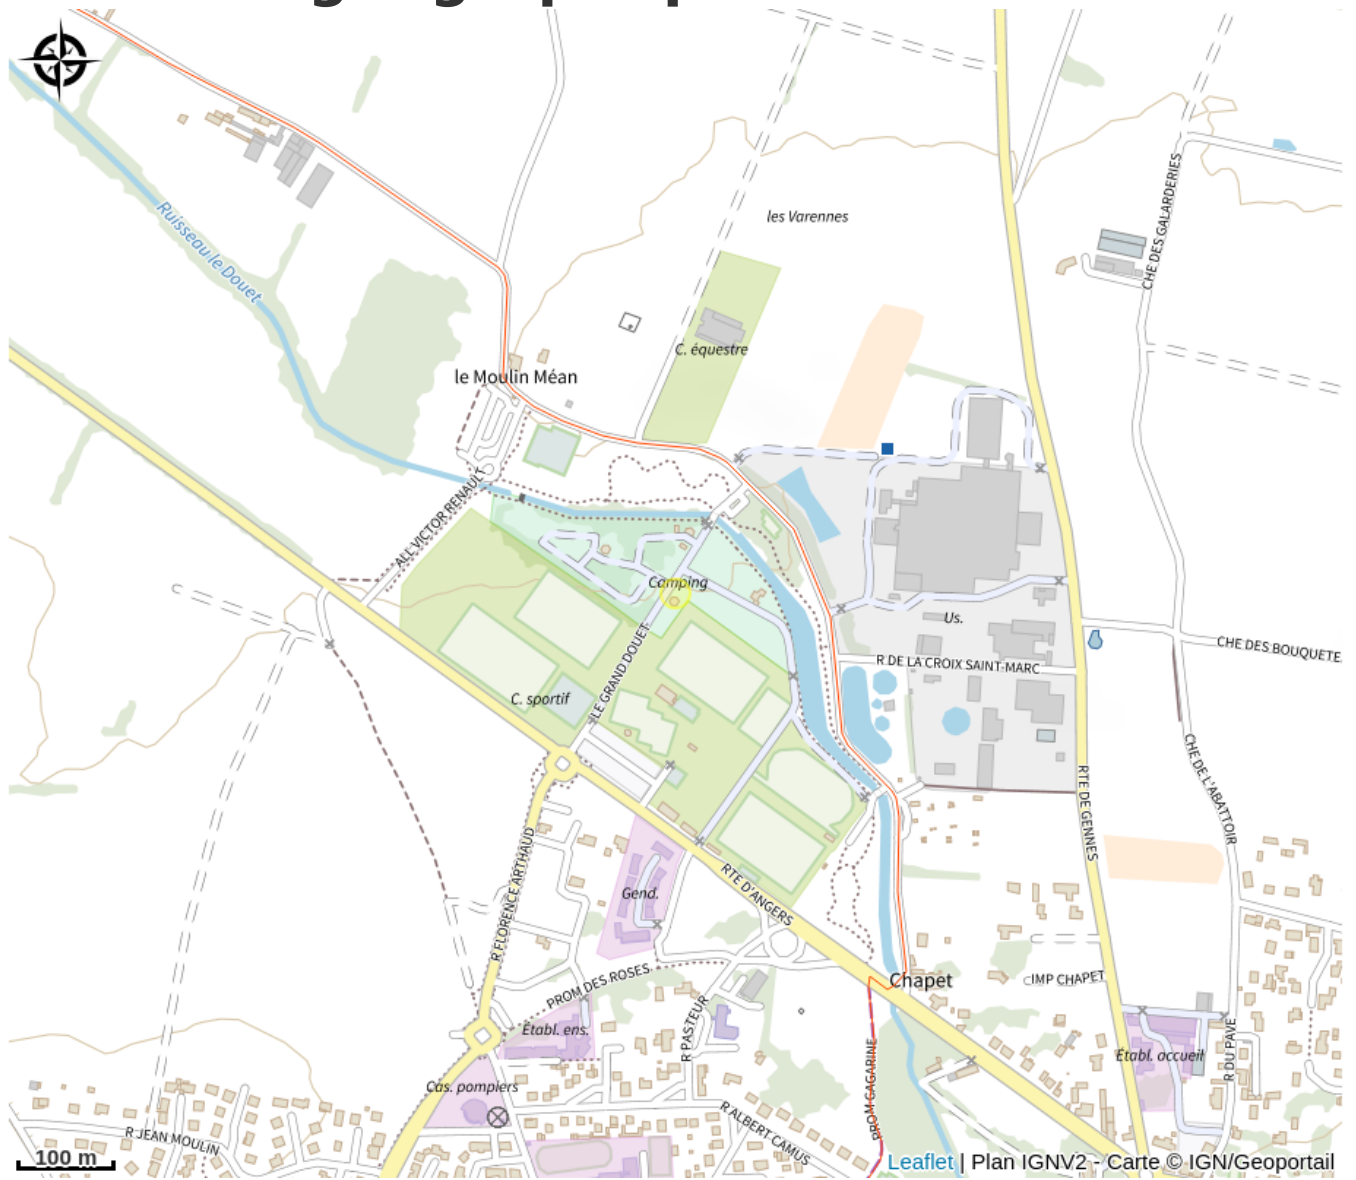 CHE DES GALARDERIES
les Varennes
Ruisseau le Douet
C. équestre
le Moulin Méan
ALL VICTOR RENAULT
Camping
Us.
LE GRAND DOUET
CHE DES BOUQUETE
R DE LA CROIX SAINT-MARC
C. sportif
CHE DE L'ABATTOIR
RTE DE GENNES
R FLORENCE ARTHAUD
RTE D'ANGERS
Gend.
PROM DES ROSES
Chapet
IMP CHAPET
R PASTEUR
Établ. ens.
Établ. accueil
R DU PAVE
PROM GAGARINE
Cas. pompiers
R ALBERT CAMUS
R JEAN MOULIN
100 m
Leaflet | Plan IGNV2 - Carte © IGN/Geoportail